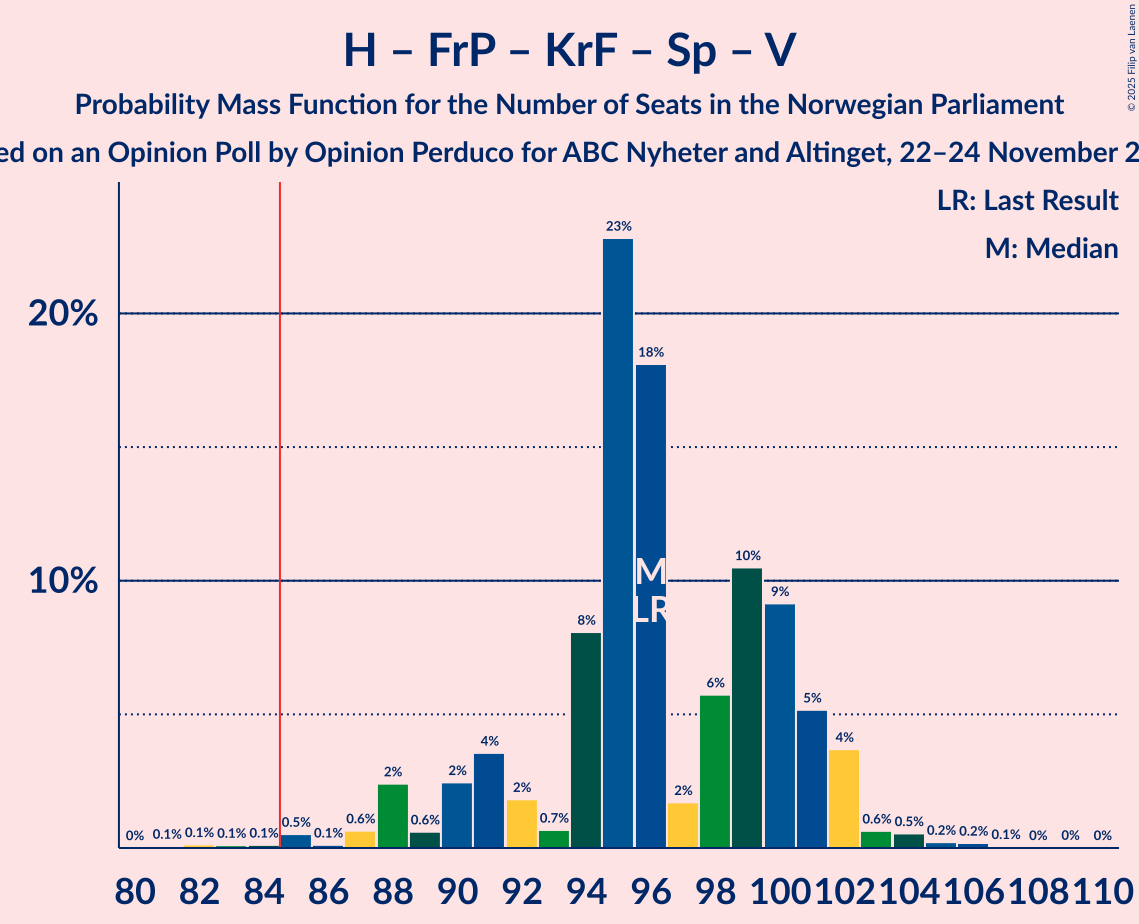 H – FrP – KrF – Sp – V
Probability Mass Function for the Number of Seats in the Norwegian Parliament
ed on an Opinion Poll by Opinion Perduco for ABC Nyheter and Altinget, 22–24 November 2
© 2025 Filip van Laenen
LR: Last Result
M: Median
20%
10%
0% 0.1% 0.1% 0.1% 0.1% 0.5% 0.1% 0.6% 2% 0.6% 2% 4% 2% 0.7% 8% 23% 18% 2% 6% 10% 9% 5% 4% 0.6% 0.5% 0.2% 0.2% 0.1% 0% 0% 0%
M
LR
80 82 84 86 88 90 92 94 96 98 100 102 104 106 108 110